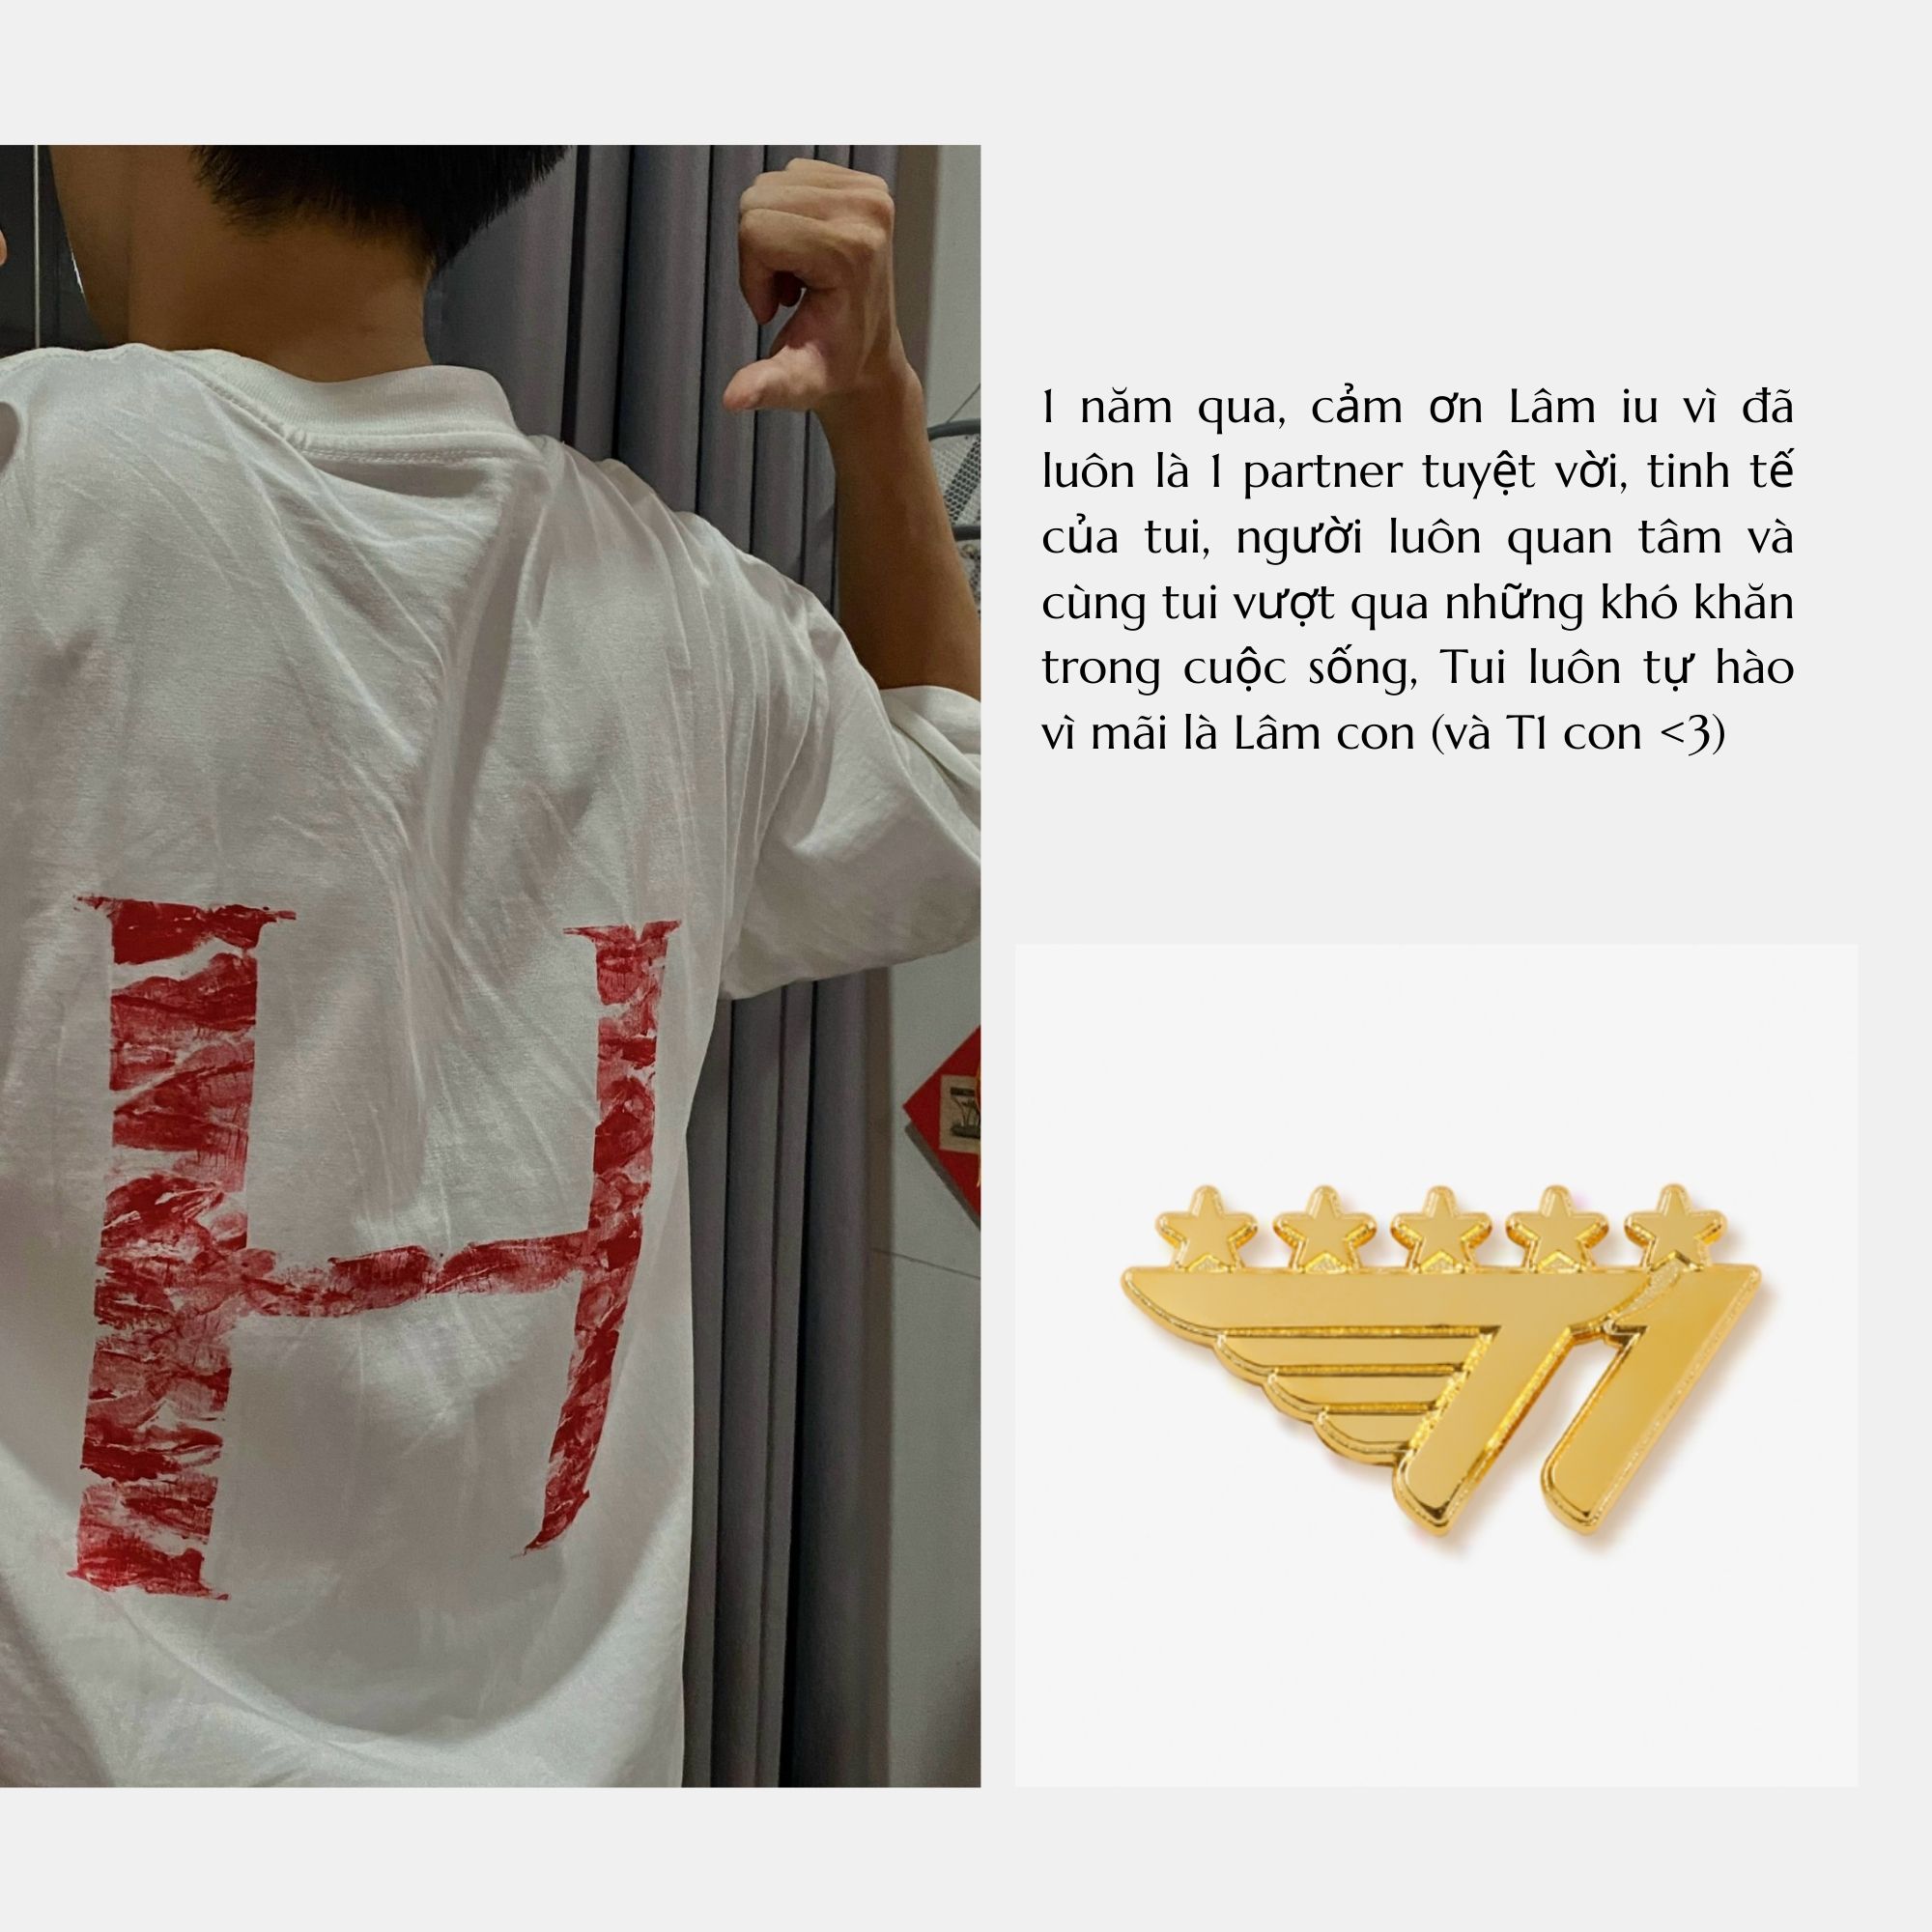 1 năm qua, cảm ơn Lâm iu vì đã
luôn là 1 partner tuyệt vời, tinh tế
của tui, người luôn quan tâm và
cùng tui vượt qua những khó khăn
trong cuộc sống, Tui luôn tự hào
vì mãi là Lâm con (và T1 con <3)
H
T1